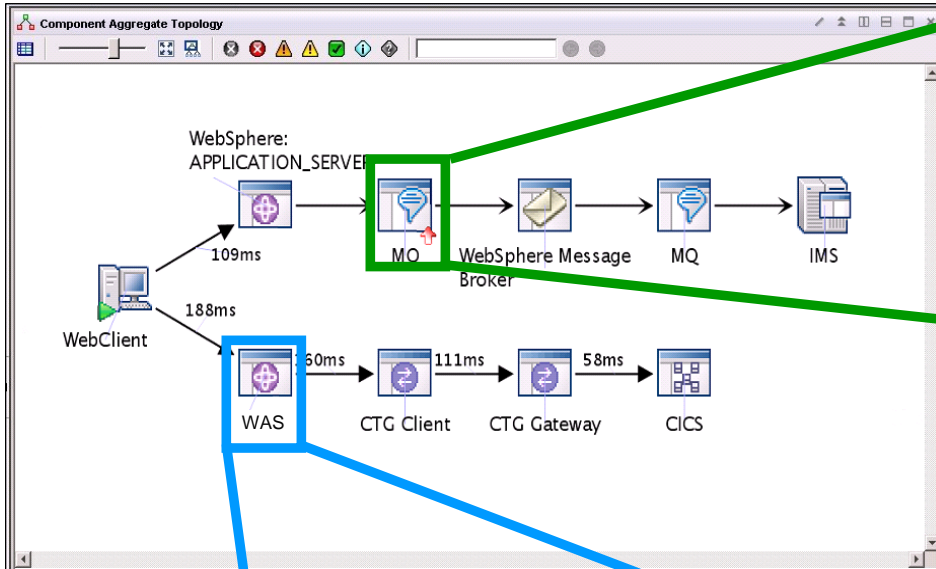 Component Aggregate Topology
WebSphere:
APPLICATION_SERVER
MQ
WebSphere Message
Broker
MQ
IMS
109ms
WebClient
188ms
WAS
111ms
58ms
CTG Client
CTG Gateway
CICS